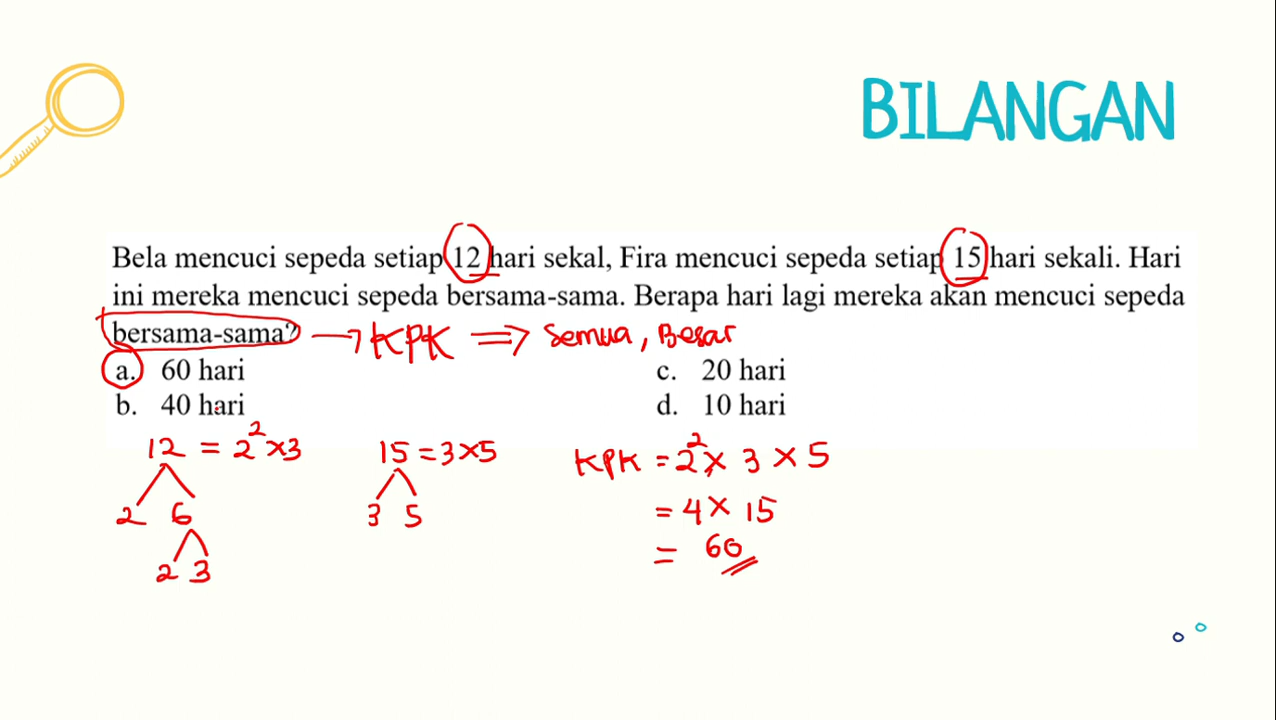 BILANGAN
Bela mencuci sepeda setiap 12 hari sekal, Fira mencuci sepeda setiap 15 hari sekali. Hari
ini mereka mencuci sepeda bersama-sama. Berapa hari lagi mereka akan mencuci sepeda
bersama-sama? → KPK ⇒ Semua, Besar
a. 60 hari
c. 20 hari
b. 40 hari
d. 10 hari
12 = 2² × 3
2 6
2 3
15 = 3 × 5
3 5
KPK = 2² × 3 × 5
= 4 × 15
= 60